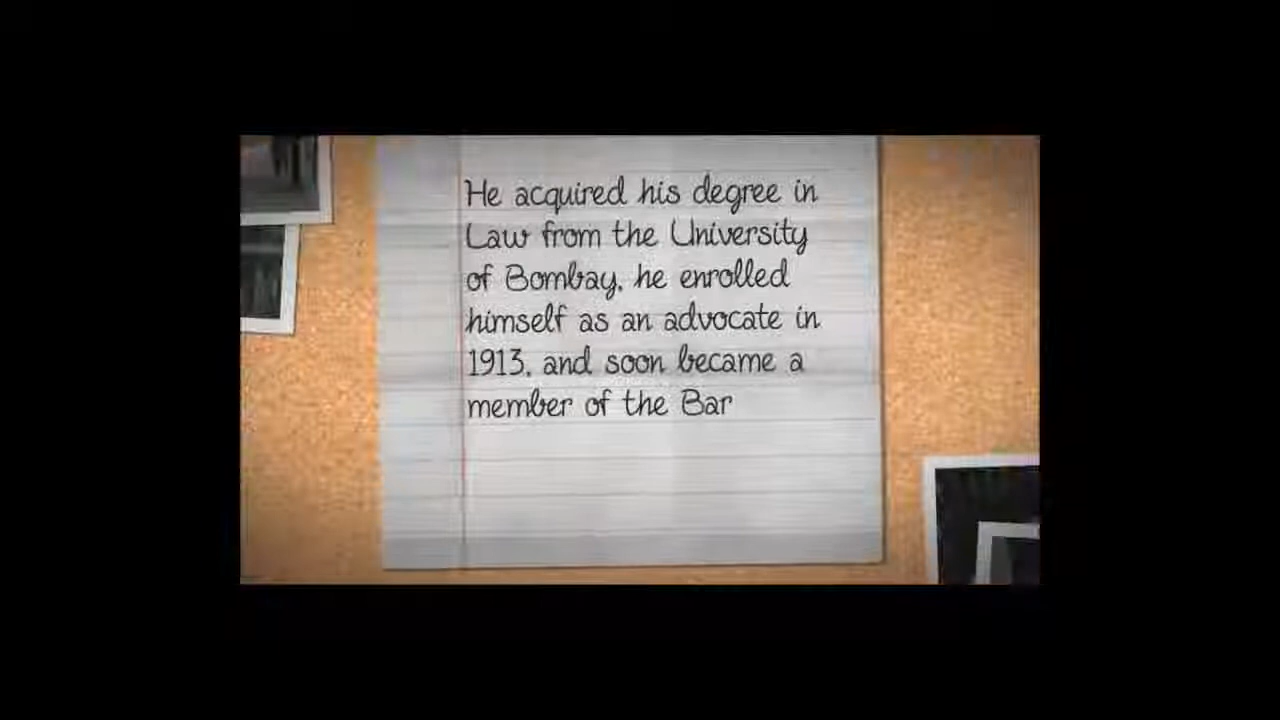 He acquired his degree in
Law from the University
of Bombay, he enrolled
himself as an advocate in
1913, and soon became a
member of the Bar